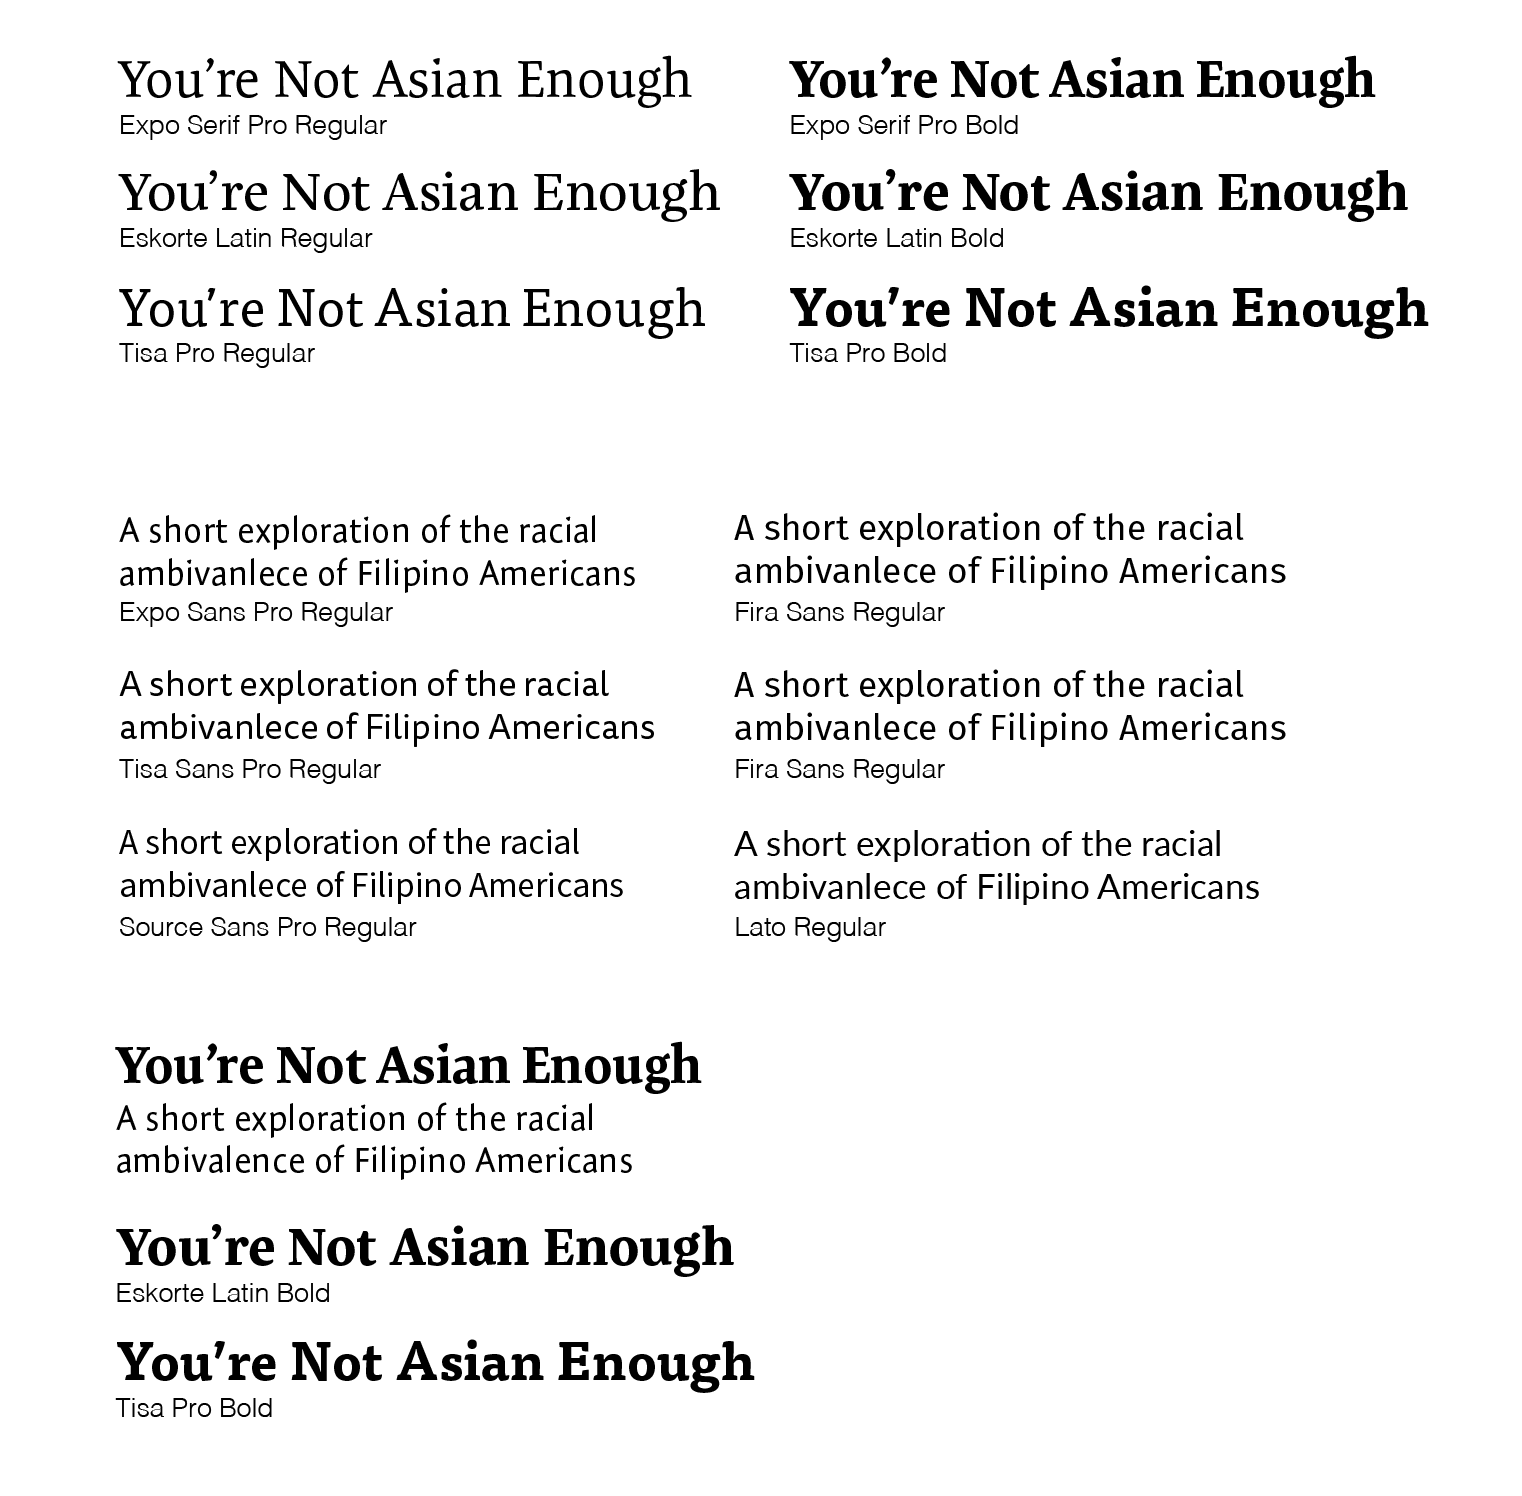 You’re Not Asian Enough
Expo Serif Pro Regular
You’re Not Asian Enough
Expo Serif Pro Bold
You’re Not Asian Enough
Eskorte Latin Regular
You’re Not Asian Enough
Eskorte Latin Bold
You’re Not Asian Enough
Tisa Pro Regular
You’re Not Asian Enough
Tisa Pro Bold
A short exploration of the racial
ambivanlece of Filipino Americans
Expo Sans Pro Regular
A short exploration of the racial
ambivanlece of Filipino Americans
Fira Sans Regular
A short exploration of the racial
ambivanlece of Filipino Americans
Tisa Sans Pro Regular
A short exploration of the racial
ambivanlece of Filipino Americans
Fira Sans Regular
A short exploration of the racial
ambivanlece of Filipino Americans
Source Sans Pro Regular
A short exploration of the racial
ambivanlece of Filipino Americans
Lato Regular
You’re Not Asian Enough
A short exploration of the racial
ambivalence of Filipino Americans
You’re Not Asian Enough
Eskorte Latin Bold
You’re Not Asian Enough
Tisa Pro Bold